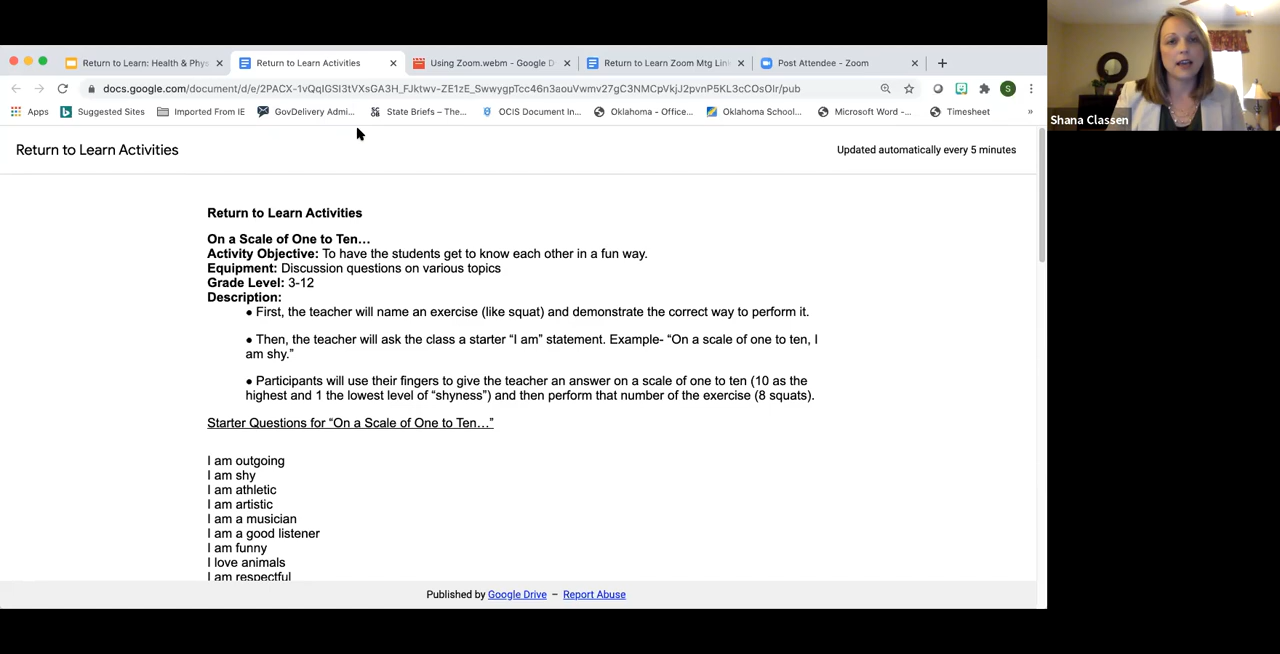 Return to Learn: Health & Phys
Return to Learn Activities
Using Zoom.webm - Google D
Return to Learn Zoom Mtg Lin
Post Attendee - Zoom
docs.google.com/document/d/e/2PACX-1vQqIGSI3tVXsGA3H_FJktwv-ZE1zE_SwwygpTcc46n3aouVwmv27gC3NMCpVkjJ2pvnP5KL3cCOsOIr/pub
S
Apps
Suggested Sites
Imported From IE
GovDelivery Admi...
State Briefs – The...
OCIS Document In...
Oklahoma - Office...
Oklahoma School...
Microsoft Word -...
Timesheet
»
Shana Classen
Return to Learn Activities
Updated automatically every 5 minutes
Return to Learn Activities
On a Scale of One to Ten…
Activity Objective: To have the students get to know each other in a fun way.
Equipment: Discussion questions on various topics
Grade Level: 3-12
Description:
● First, the teacher will name an exercise (like squat) and demonstrate the correct way to perform it.
● Then, the teacher will ask the class a starter “I am” statement. Example- “On a scale of one to ten, I
am shy.”
● Participants will use their fingers to give the teacher an answer on a scale of one to ten (10 as the
highest and 1 the lowest level of “shyness”) and then perform that number of the exercise (8 squats).
Starter Questions for “On a Scale of One to Ten…”
I am outgoing
I am shy
I am athletic
I am artistic
I am a musician
I am a good listener
I am funny
I love animals
I am respectful
Published by Google Drive – Report Abuse